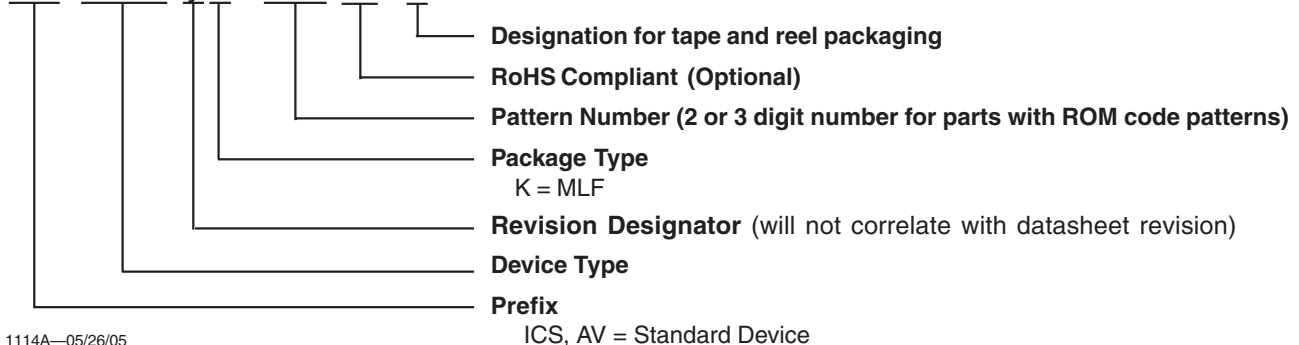 Designation for tape and reel packaging
RoHS Compliant (Optional)
Pattern Number (2 or 3 digit number for parts with ROM code patterns)
Package Type
K = MLF
Revision Designator (will not correlate with datasheet revision)
Device Type
Prefix
ICS, AV = Standard Device
1114A—05/26/05